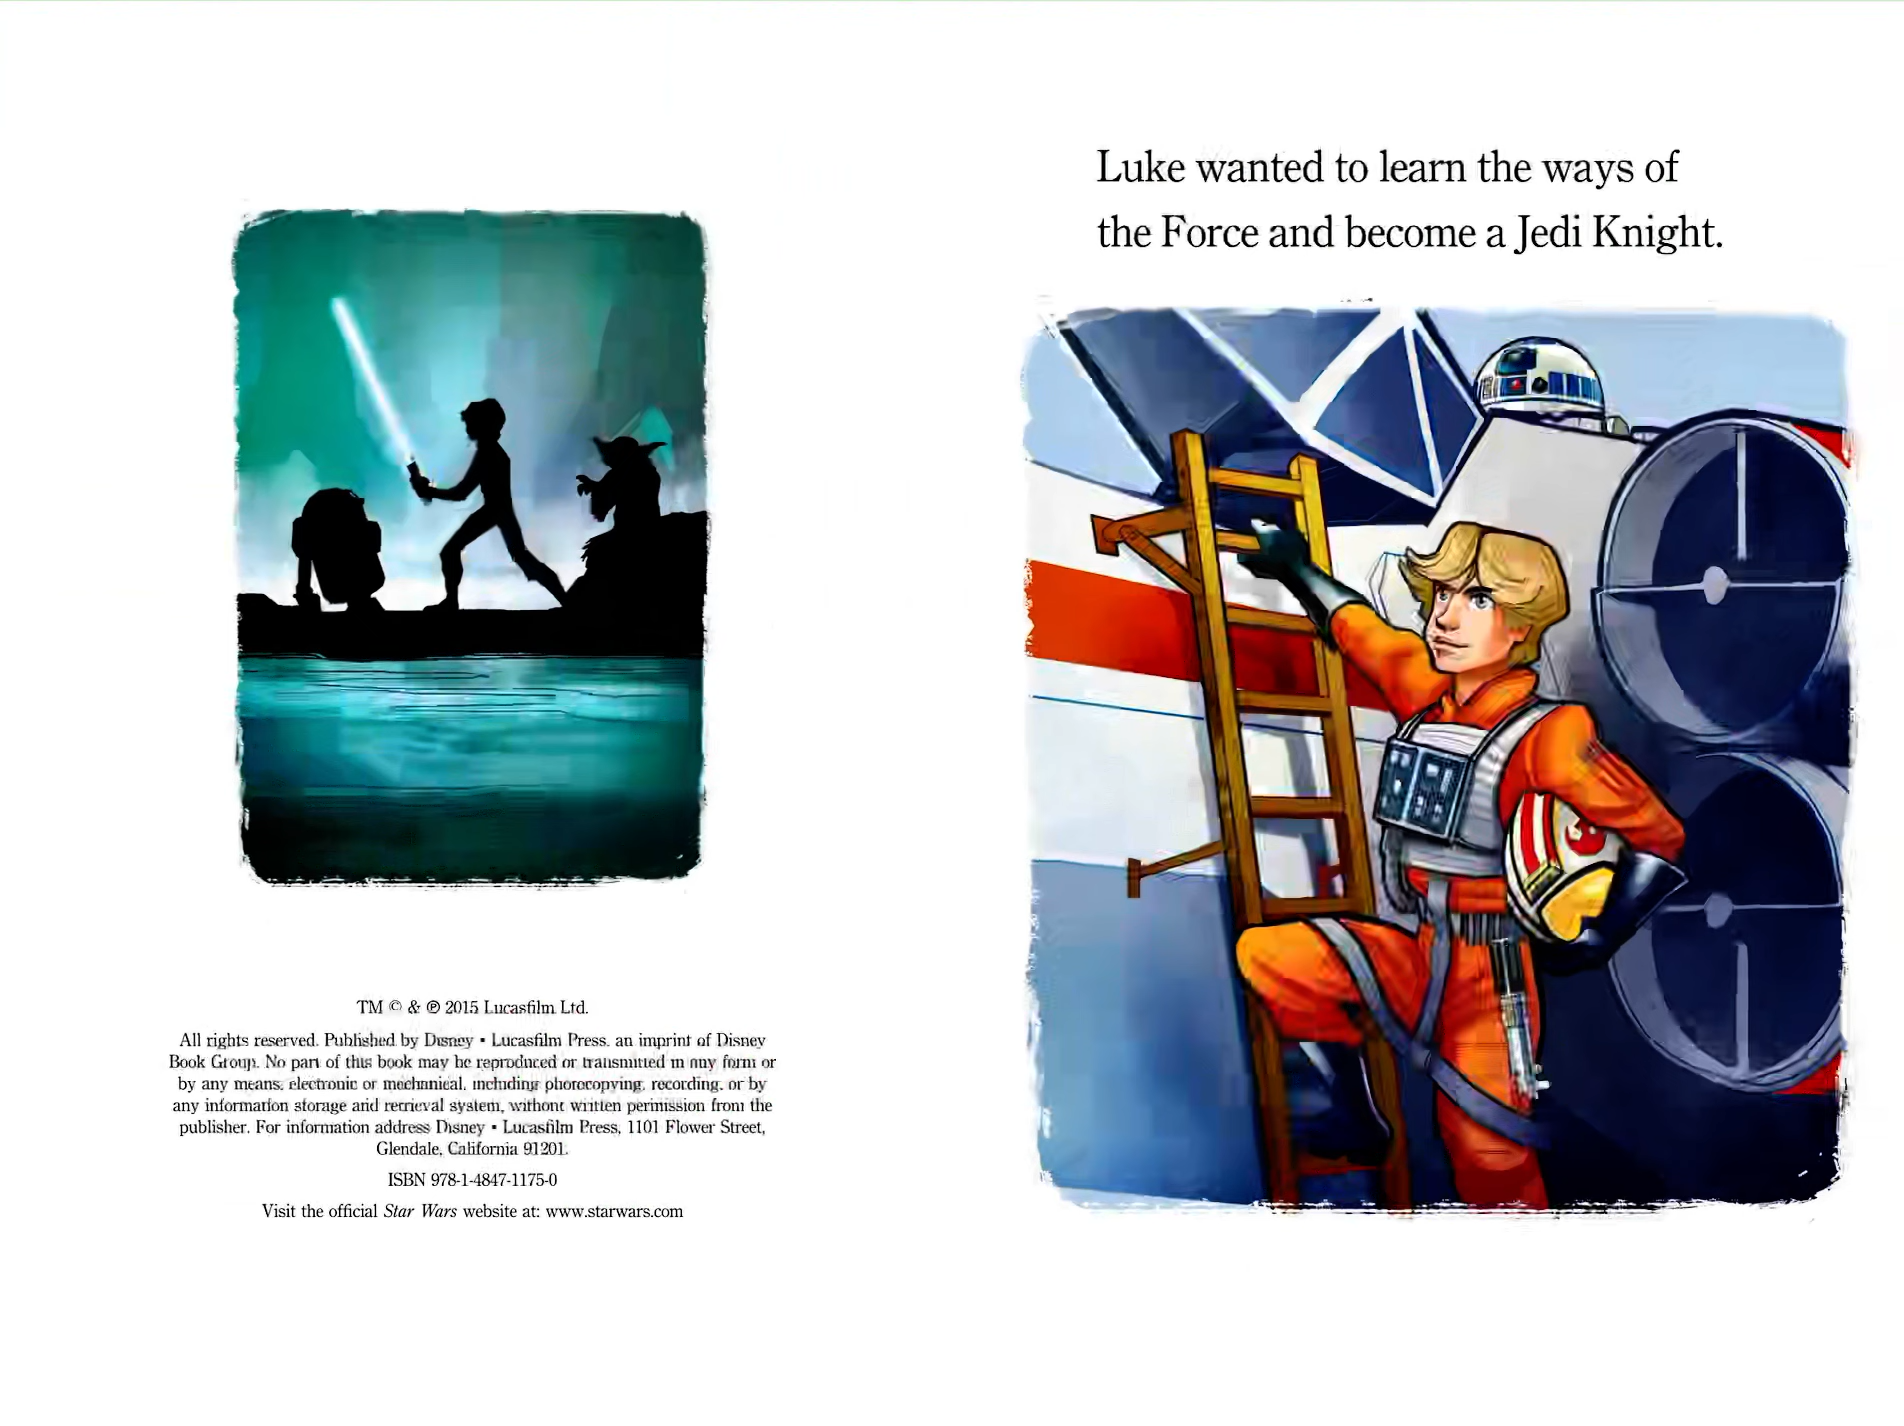 TM © & ℗ 2015 Lucasfilm Ltd.
All rights reserved. Published by Disney • Lucasfilm Press, an imprint of Disney
Book Group. No part of this book may be reproduced or transmitted in any form or
by any means, electronic or mechanical, including photocopying, recording, or by
any information storage and retrieval system, without written permission from the
publisher. For information address Disney • Lucasfilm Press, 1101 Flower Street,
Glendale, California 91201.
ISBN 978-1-4847-1175-0
Visit the official Star Wars website at: www.starwars.com
Luke wanted to learn the ways of
the Force and become a Jedi Knight.